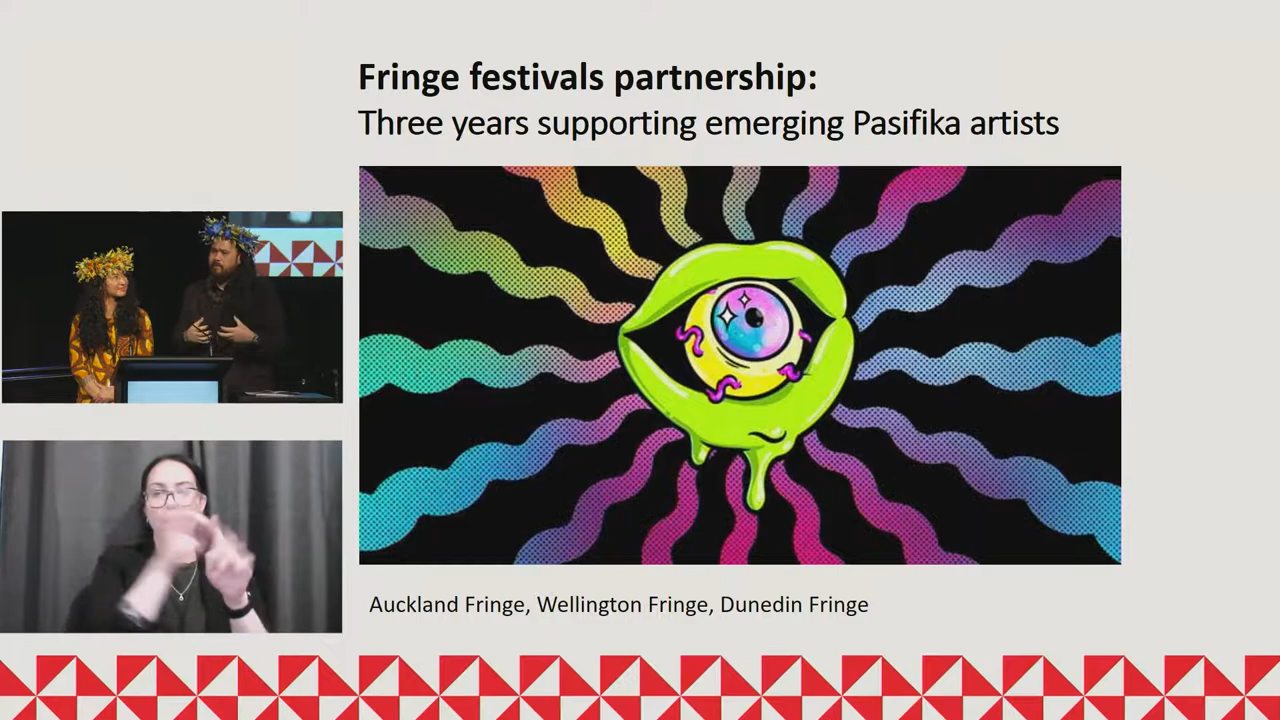 Fringe festivals partnership:
Three years supporting emerging Pasifika artists
Auckland Fringe, Wellington Fringe, Dunedin Fringe